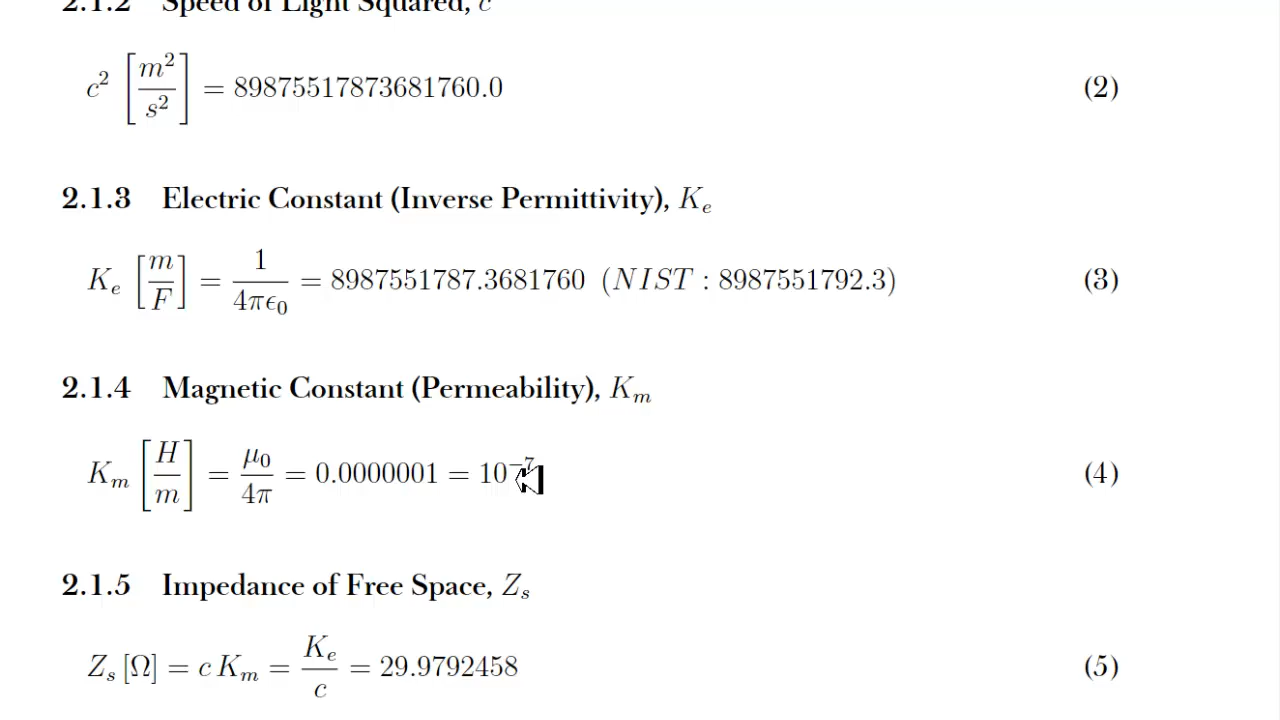 2.1.2 Speed of Light Squared, c
c² [m²/s²] = 89875517873681760.0 (2)
2.1.3 Electric Constant (Inverse Permittivity), Kₑ
Kₑ [m/F] = 1/4πϵ₀ = 8987551787.3681760 (NIST : 8987551792.3) (3)
2.1.4 Magnetic Constant (Permeability), Kₘ
Kₘ [H/m] = μ₀/4π = 0.0000001 = 10⁻⁷ (4)
2.1.5 Impedance of Free Space, Zₛ
Zₛ [Ω] = c Kₘ = Kₑ/c = 29.9792458 (5)